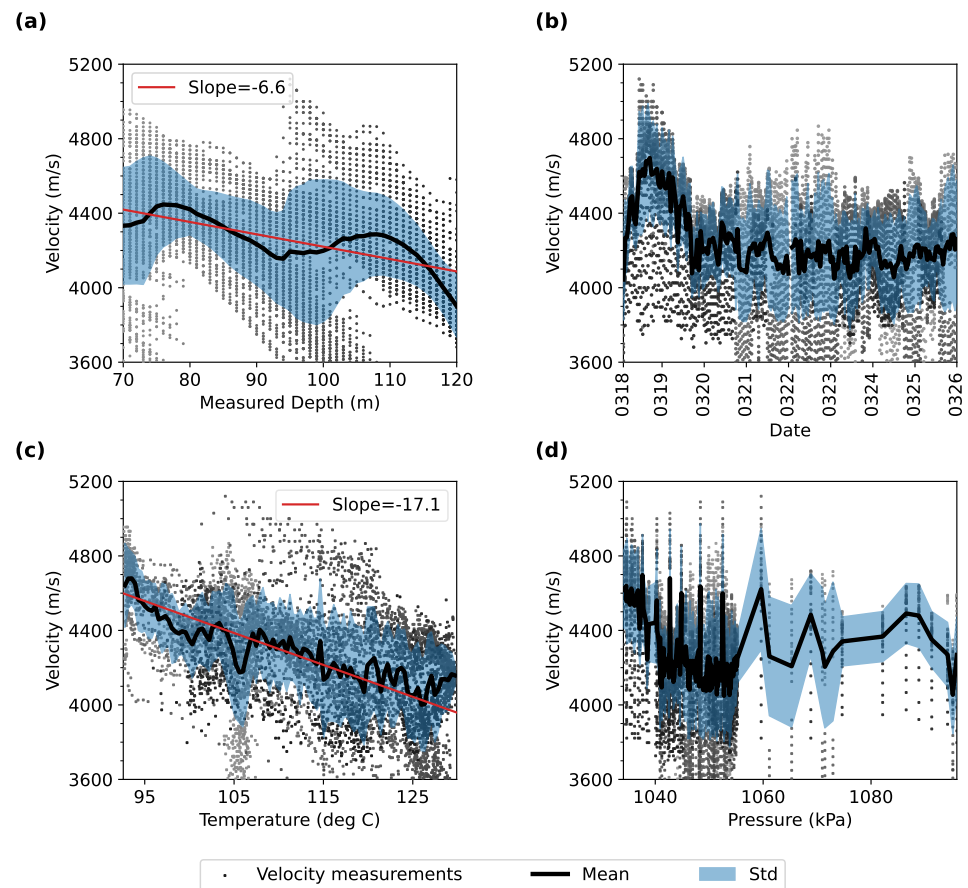 (a)
5200
4800
4400
4000
3600
Velocity (m/s)
Slope=-6.6
70 80 90 100 110 120
Measured Depth (m)
(b)
5200
4800
4400
4000
3600
Velocity (m/s)
0318 0319 0320 0321 0322 0323 0324 0325 0326
Date
(c)
5200
4800
4400
4000
3600
Velocity (m/s)
Slope=-17.1
95 105 115 125
Temperature (deg C)
(d)
5200
4800
4400
4000
3600
Velocity (m/s)
1040 1060 1080
Pressure (kPa)
Velocity measurements Mean Std